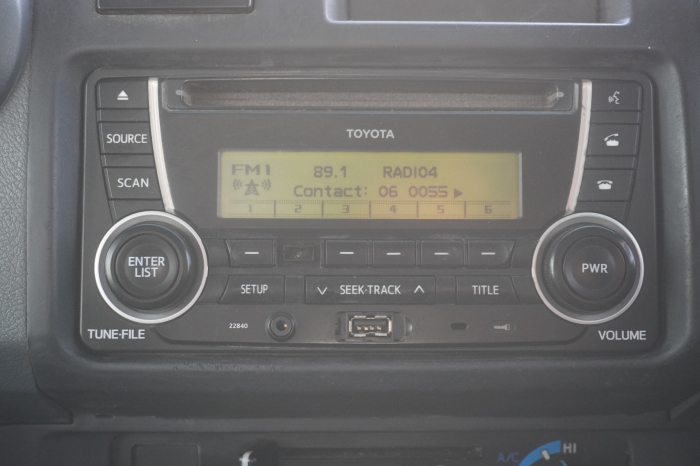 TOYOTA
SOURCE
SCAN
FM1 89.1 RADIO4
Contact: 06 0055
1 2 3 4 5 6
ENTER
LIST
PWR
SETUP
SEEK·TRACK
TITLE
22840
TUNE·FILE
VOLUME
A/C
HI